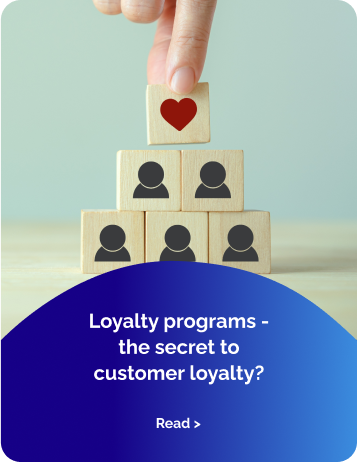 Loyalty programs -
the secret to
customer loyalty?
Read >